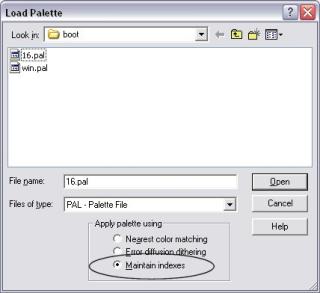 Load Palette
Look in: boot
16.pal
win.pal
File name: 16.pal Open
Files of type: PAL - Palette File Cancel
Help
Apply palette using
Nearest color matching
Error diffusion dithering
Maintain indexes